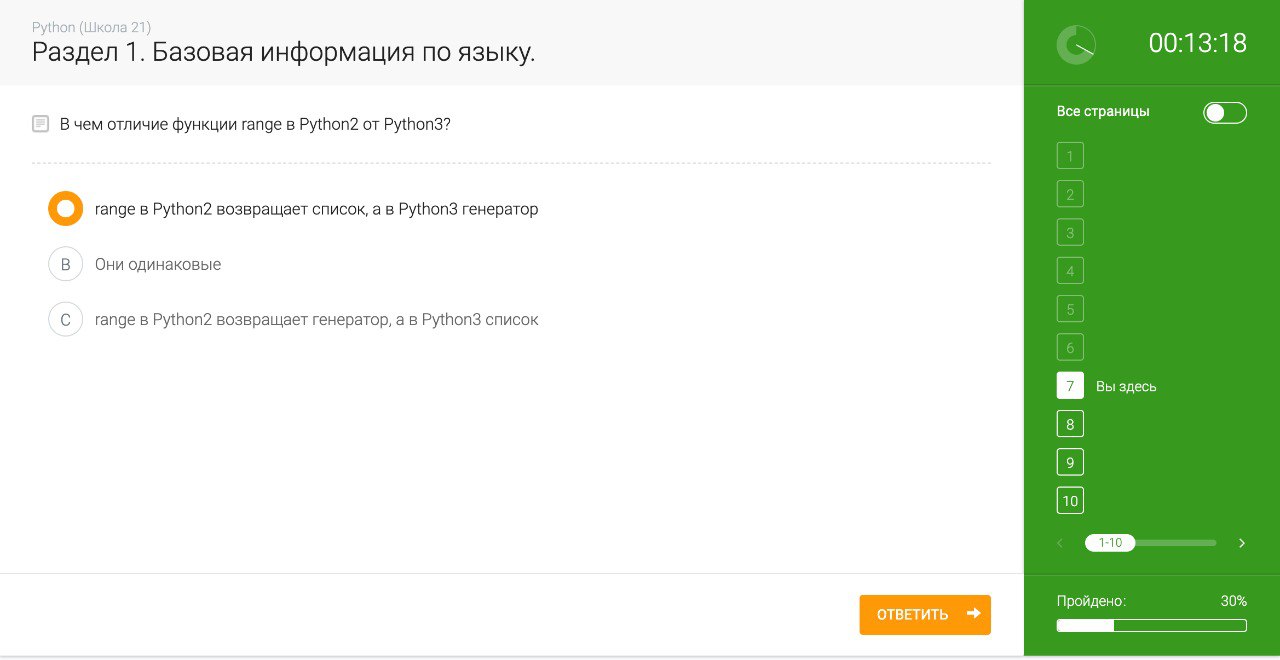 Python (Школа 21)
Раздел 1. Базовая информация по языку.
В чем отличие функции range в Python2 от Python3?
range в Python2 возвращает список, а в Python3 генератор
B Они одинаковые
C range в Python2 возвращает генератор, а в Python3 список
ОТВЕТИТЬ
00:13:18
Все страницы
1
2
3
4
5
6
7 Вы здесь
8
9
10
1-10
Пройдено: 30%